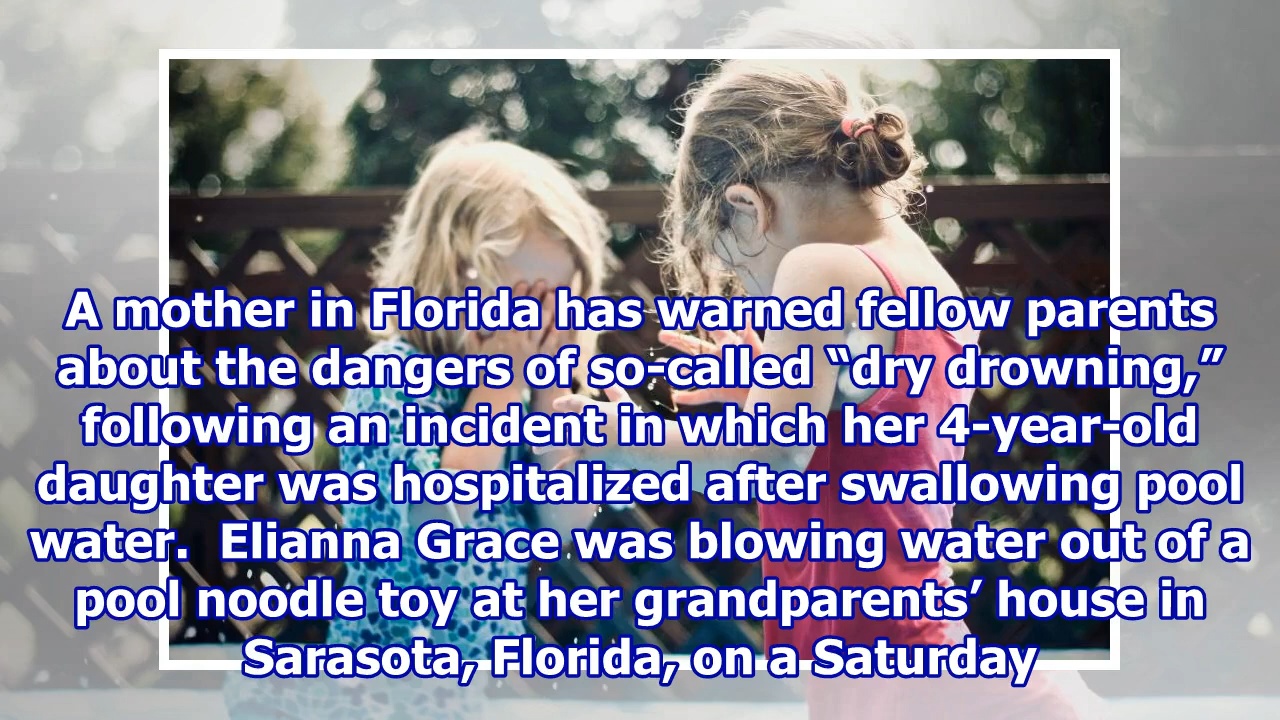 A mother in Florida has warned fellow parents
about the dangers of so-called “dry drowning,”
following an incident in which her 4-year-old
daughter was hospitalized after swallowing pool
water.  Elianna Grace was blowing water out of a
pool noodle toy at her grandparents’ house in
Sarasota, Florida, on a Saturday